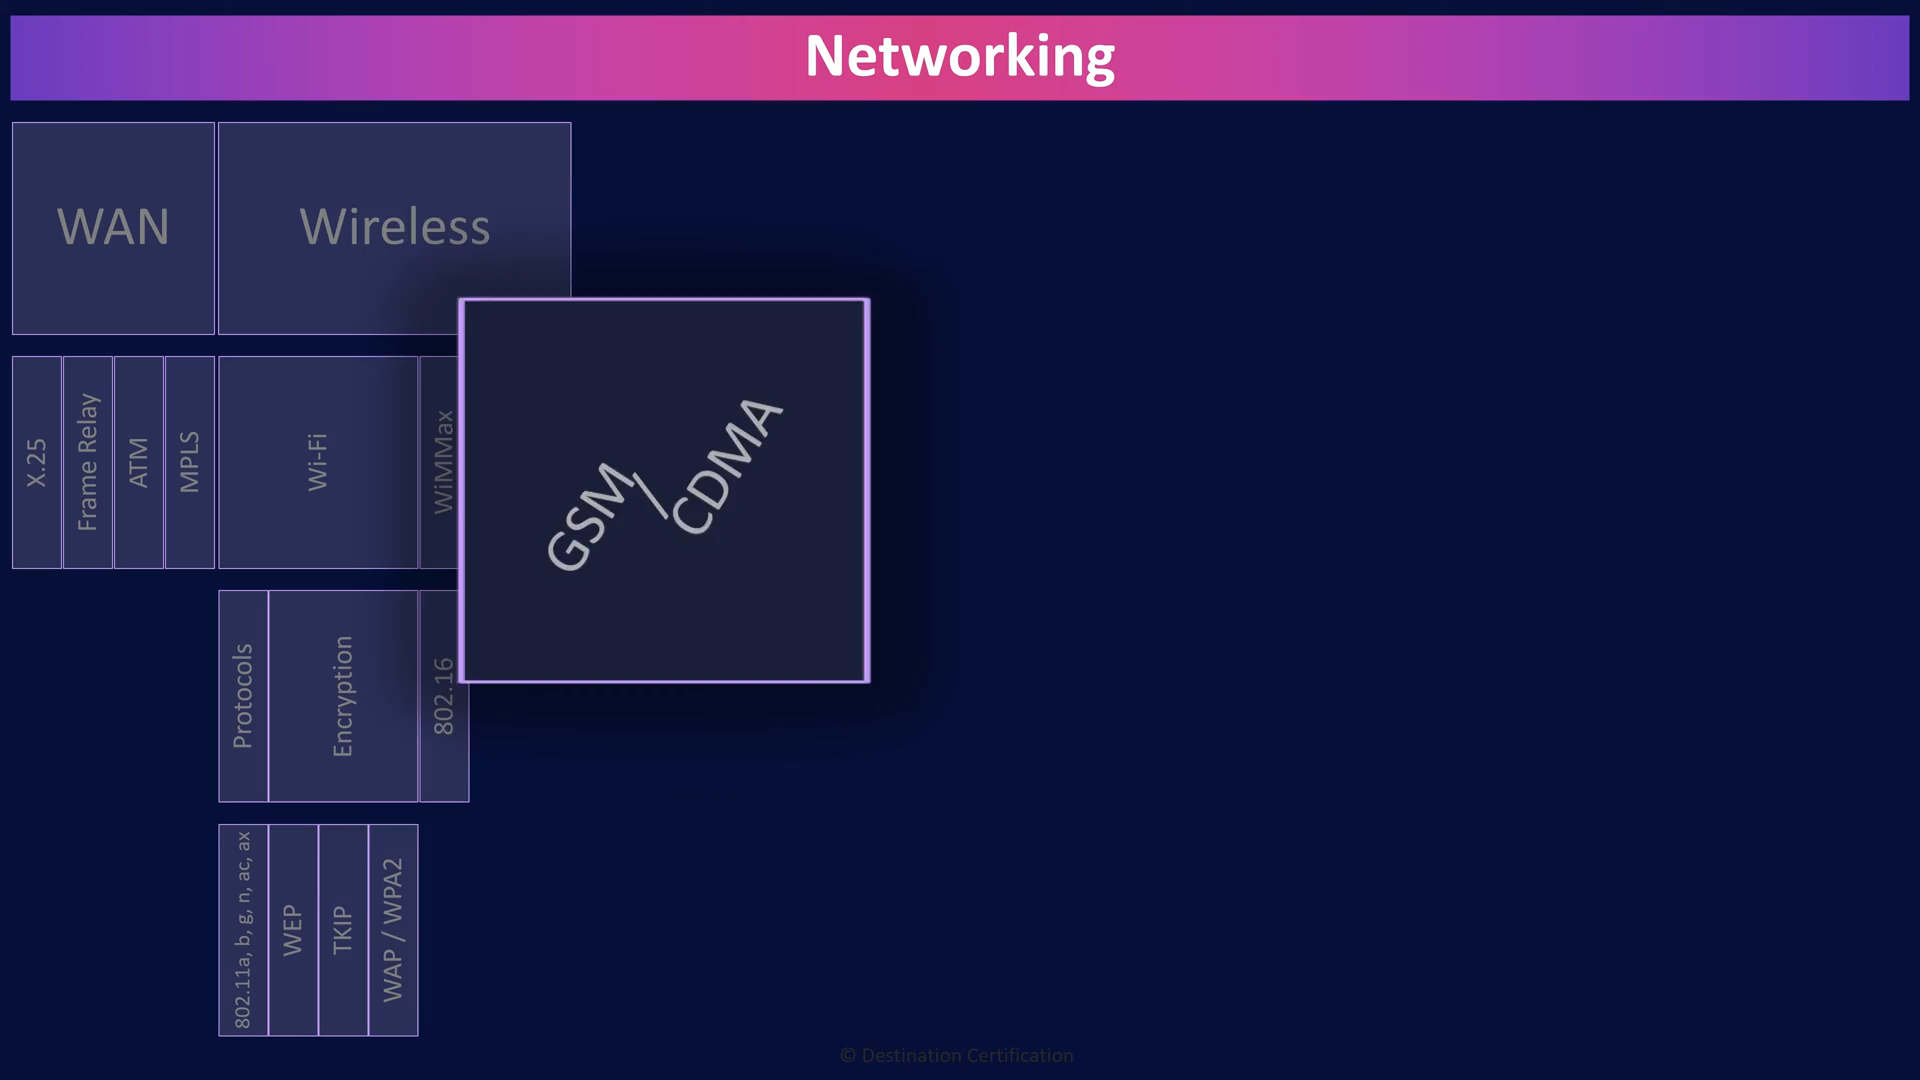 Networking
WAN
Wireless
X.25
Frame Relay
ATM
MPLS
Wi-Fi
WiMMax
GSM/
CDMA
Protocols
Encryption
802.16
802.11a, b, g, n, ac, ax
WEP
TKIP
WAP / WPA2
© Destination Certification